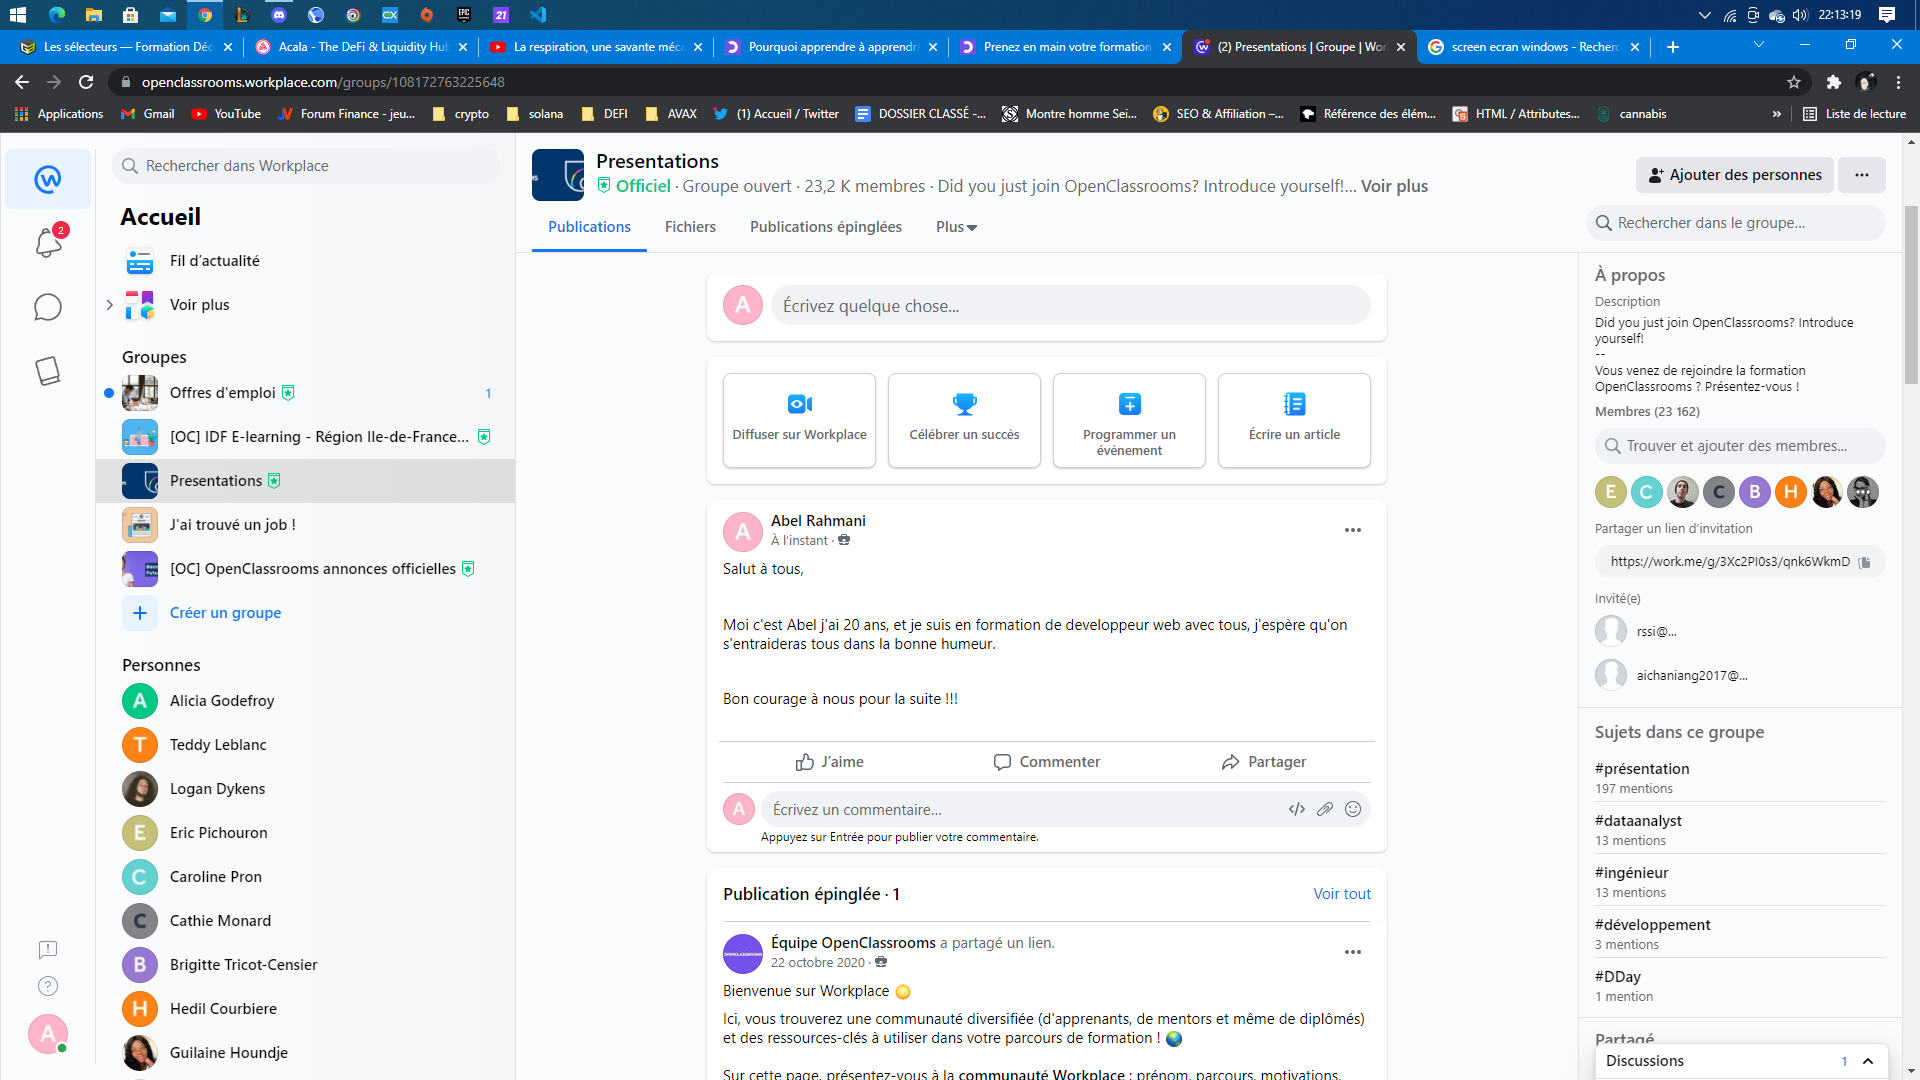 22:13:19
Les sélecteurs — Formation Déc
Acala - The DeFi & Liquidity Hub
La respiration, une savante méca
Pourquoi apprendre à apprendre
Prenez en main votre formation
(2) Presentations | Groupe | Wor
screen ecran windows - Recherc
openclassrooms.workplace.com/groups/108172763225648
Applications
Gmail
YouTube
Forum Finance - jeu...
crypto
solana
DEFI
AVAX
(1) Accueil / Twitter
DOSSIER CLASSÉ -...
Montre homme Sei...
SEO & Affiliation –...
Référence des élém...
HTML / Attributes...
cannabis
»
Liste de lecture
2
Rechercher dans Workplace
Accueil
Fil d’actualité
Voir plus
Groupes
Offres d'emploi
1
[OC] IDF E-learning - Région Ile-de-France...
Presentations
J'ai trouvé un job !
[OC] OpenClassrooms annonces officielles
Créer un groupe
Personnes
A Alicia Godefroy
T Teddy Leblanc
Logan Dykens
E Eric Pichouron
C Caroline Pron
C Cathie Monard
B Brigitte Tricot-Censier
H Hedil Courbiere
Guilaine Houndje
A
Presentations
Officiel · Groupe ouvert · 23,2 K membres · Did you just join OpenClassrooms? Introduce yourself!... Voir plus
Ajouter des personnes
Publications
Fichiers
Publications épinglées
Plus
Rechercher dans le groupe...
A Écrivez quelque chose...
Diffuser sur Workplace
Célébrer un succès
Programmer un
évènement
Écrire un article
A
Abel Rahmani
À l’instant ·
Salut à tous,
Moi c'est Abel j'ai 20 ans, et je suis en formation de developpeur web avec tous, j'espère qu'on
s'entraideras tous dans la bonne humeur.
Bon courage à nous pour la suite !!!
J’aime
Commenter
Partager
A Écrivez un commentaire...
Appuyez sur Entrée pour publier votre commentaire.
Publication épinglée · 1
Voir tout
OPENCLASSROOMS
Équipe OpenClassrooms a partagé un lien.
22 octobre 2020 ·
Bienvenue sur Workplace
Ici, vous trouverez une communauté diversifiée (d'apprenants, de mentors et même de diplômés)
et des ressources-clés à utiliser dans votre parcours de formation !
Sur cette page, présentez-vous à la communauté Workplace : prénom, parcours, motivations,
À propos
Description
Did you just join OpenClassrooms? Introduce
yourself!
--
Vous venez de rejoindre la formation
OpenClassrooms ? Présentez-vous !
Membres (23 162)
Trouver et ajouter des membres...
E C C B H
Partager un lien d’invitation
https://work.me/g/3Xc2PI0s3/qnk6WkmD
Invité(e)
rssi@...
aichaniang2017@...
Sujets dans ce groupe
#présentation
197 mentions
#dataanalyst
13 mentions
#ingénieur
13 mentions
#développement
3 mentions
#DDay
1 mention
Partagé
Discussions
1